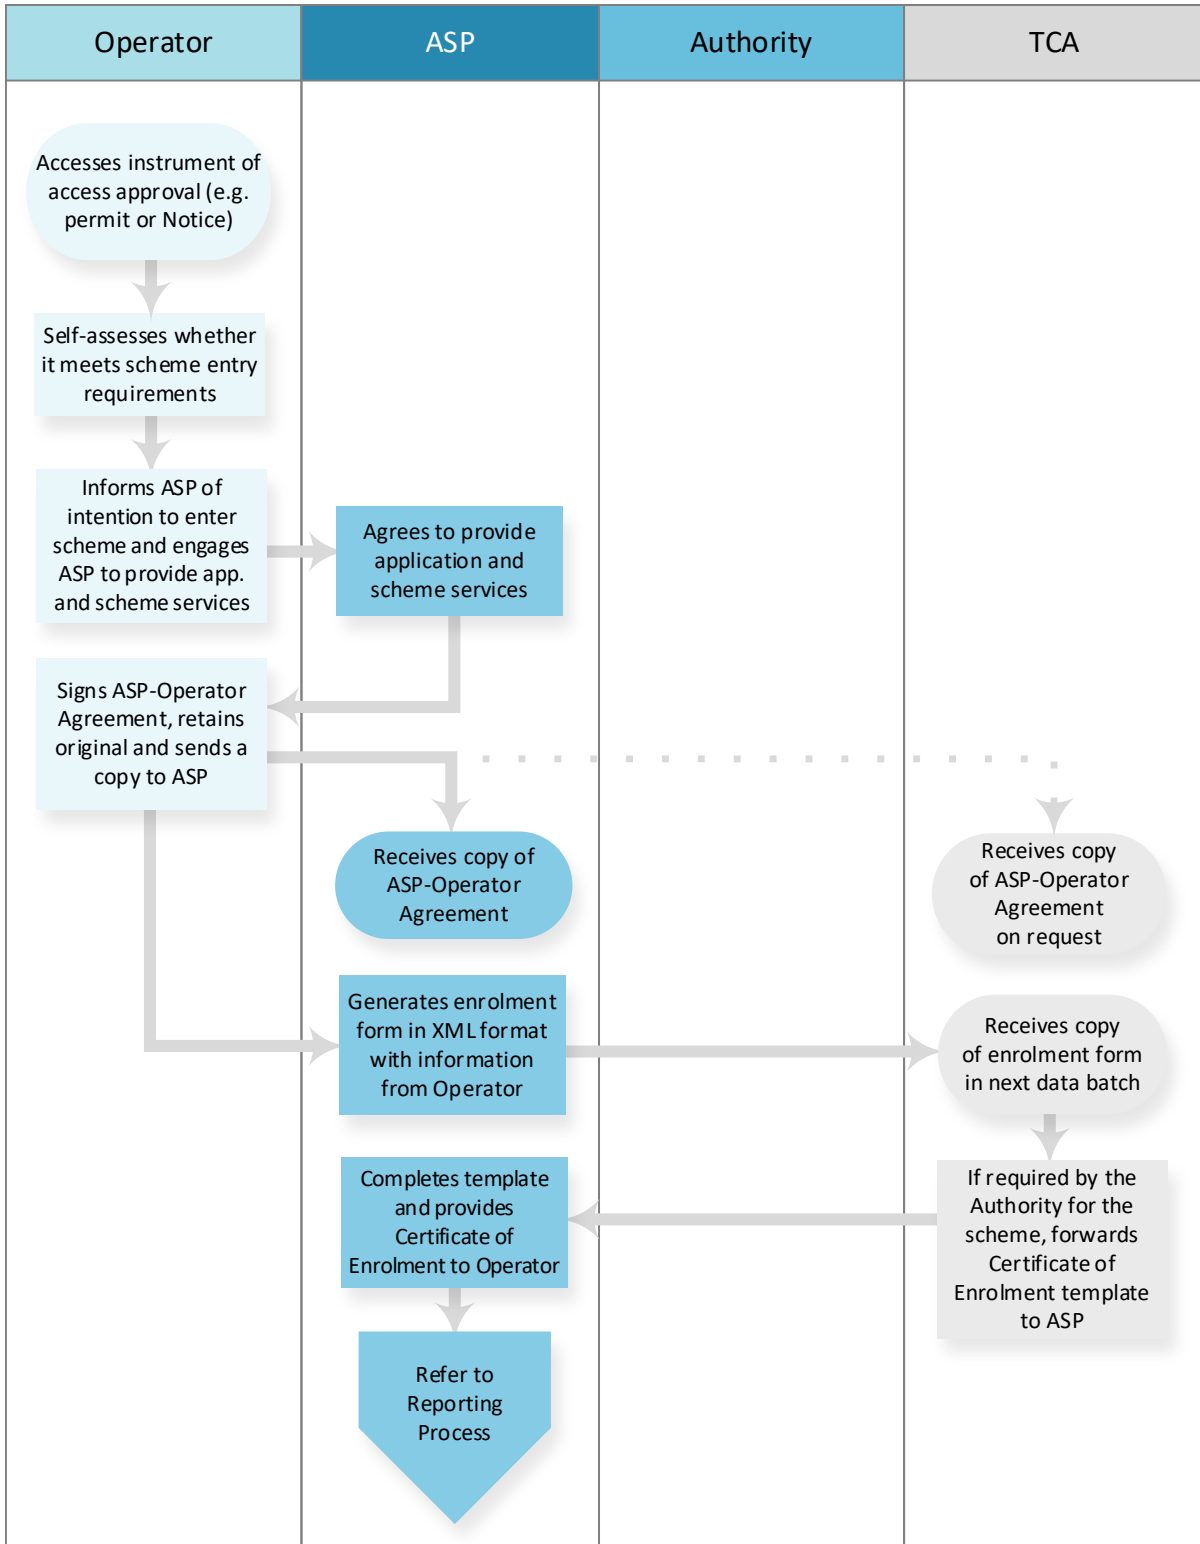 Operator
ASP
Authority
TCA
Accesses instrument of
access approval (e.g.
permit or Notice)
Self-assesses whether
it meets scheme entry
requirements
Informs ASP of
intention to enter
scheme and engages
ASP to provide app.
and scheme services
Agrees to provide
application and
scheme services
Signs ASP-Operator
Agreement, retains
original and sends a
copy to ASP
Receives copy of
ASP-Operator
Agreement
Receives copy
of ASP-Operator
Agreement
on request
Generates enrolment
form in XML format
with information
from Operator
Receives copy
of enrolment form
in next data batch
Completes template
and provides
Certificate of
Enrolment to Operator
If required by the
Authority for the
scheme, forwards
Certificate of
Enrolment template
to ASP
Refer to
Reporting
Process